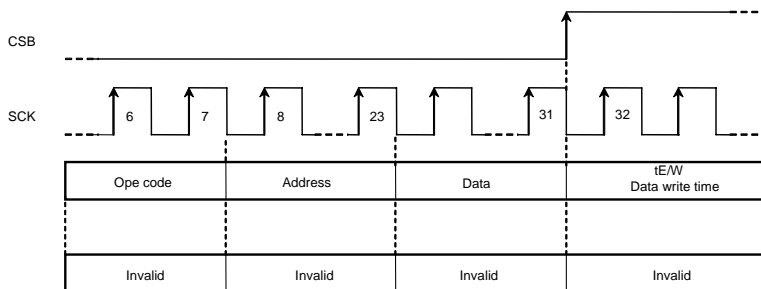 CSB
SCK
6 7 8 23 31 32
Ope code Address Data tE/W
Data write time
Invalid Invalid Invalid Invalid